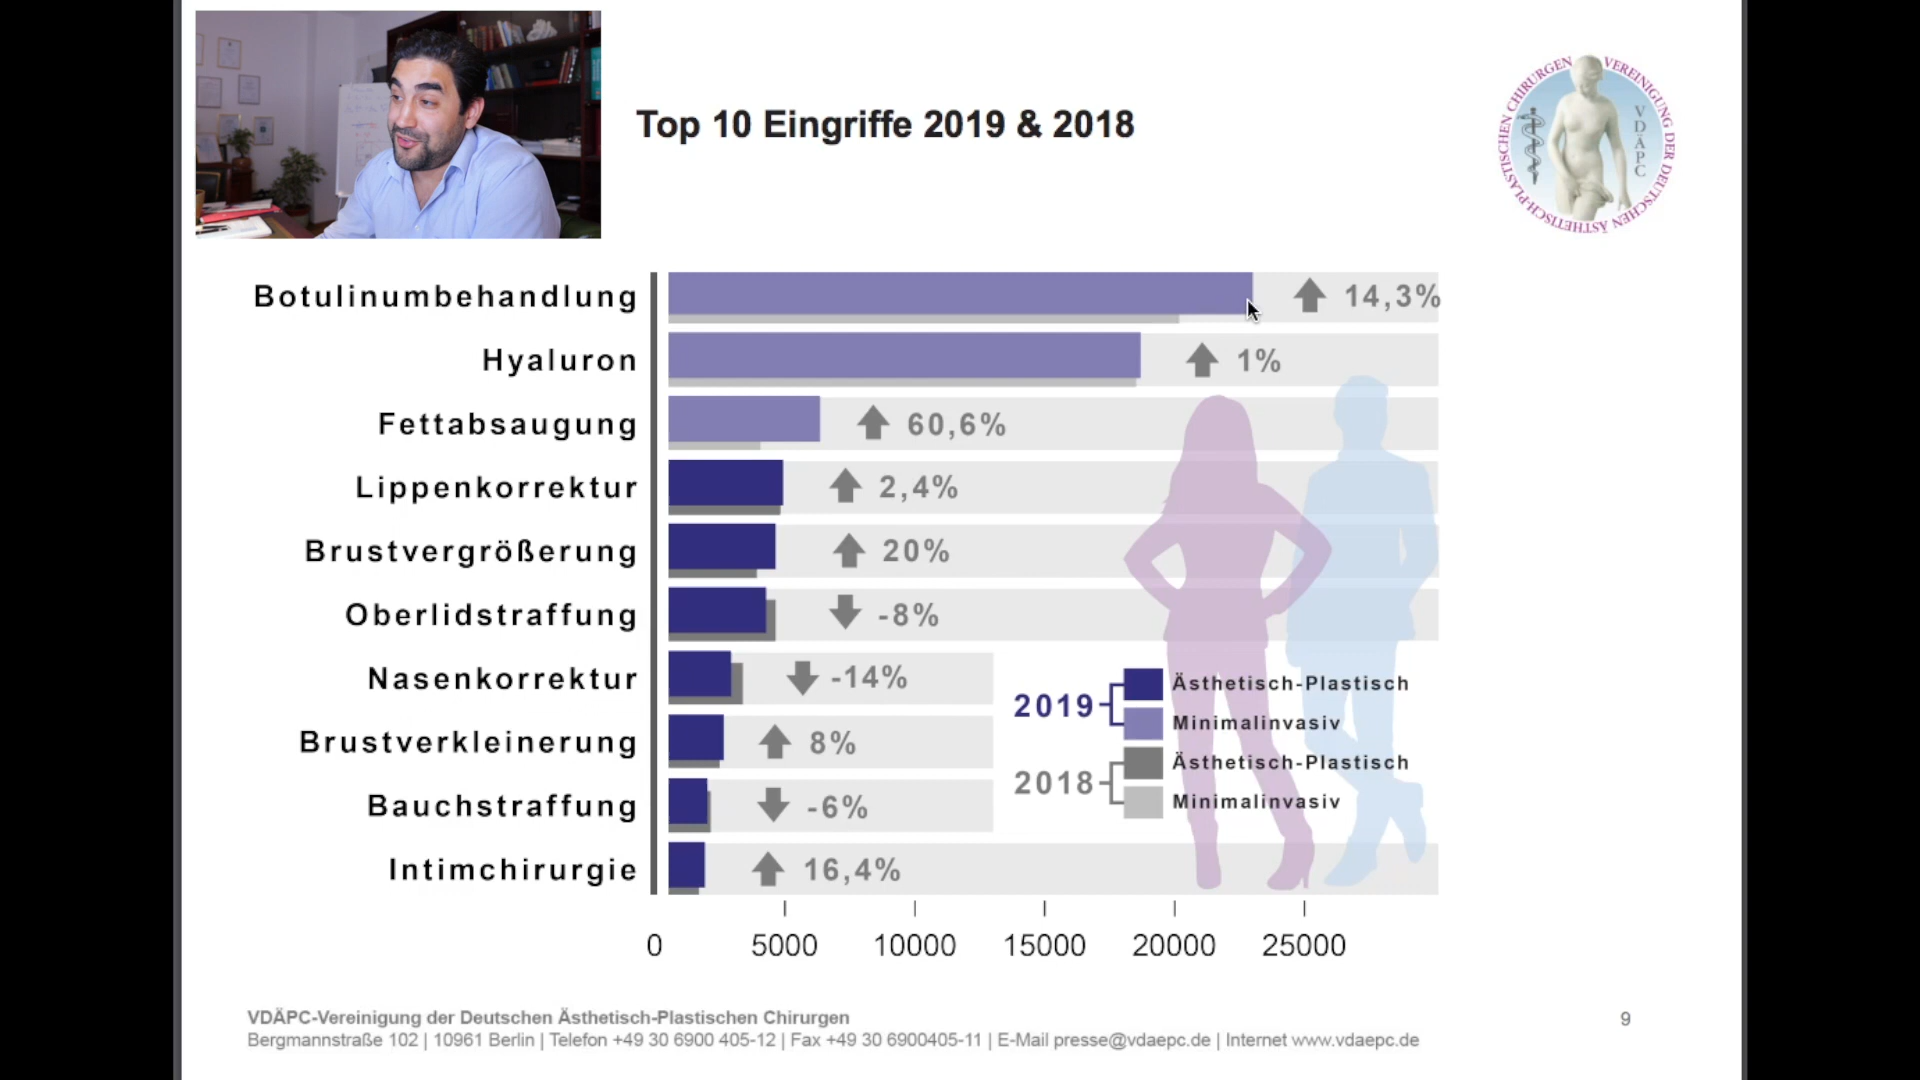 Top 10 Eingriffe 2019 & 2018
VEREINIGUNG DER DEUTSCHEN ÄSTHETISCH-PLASTISCHEN CHIRURGEN
VDÄPC
Botulinumbehandlung 14,3%
Hyaluron 1%
Fettabsaugung 60,6%
Lippenkorrektur 2,4%
Brustvergrößerung 20%
Oberlidstraffung -8%
Nasenkorrektur -14%
Brustverkleinerung 8%
Bauchstraffung -6%
Intimchirurgie 16,4%
2019
Ästhetisch-Plastisch
Minimalinvasiv
2018
Ästhetisch-Plastisch
Minimalinvasiv
0 5000 10000 15000 20000 25000
VDÄPC-Vereinigung der Deutschen Ästhetisch-Plastischen Chirurgen
Bergmannstraße 102 | 10961 Berlin | Telefon +49 30 6900 405-12 | Fax +49 30 6900405-11 | E-Mail presse@vdaepc.de | Internet www.vdaepc.de
9